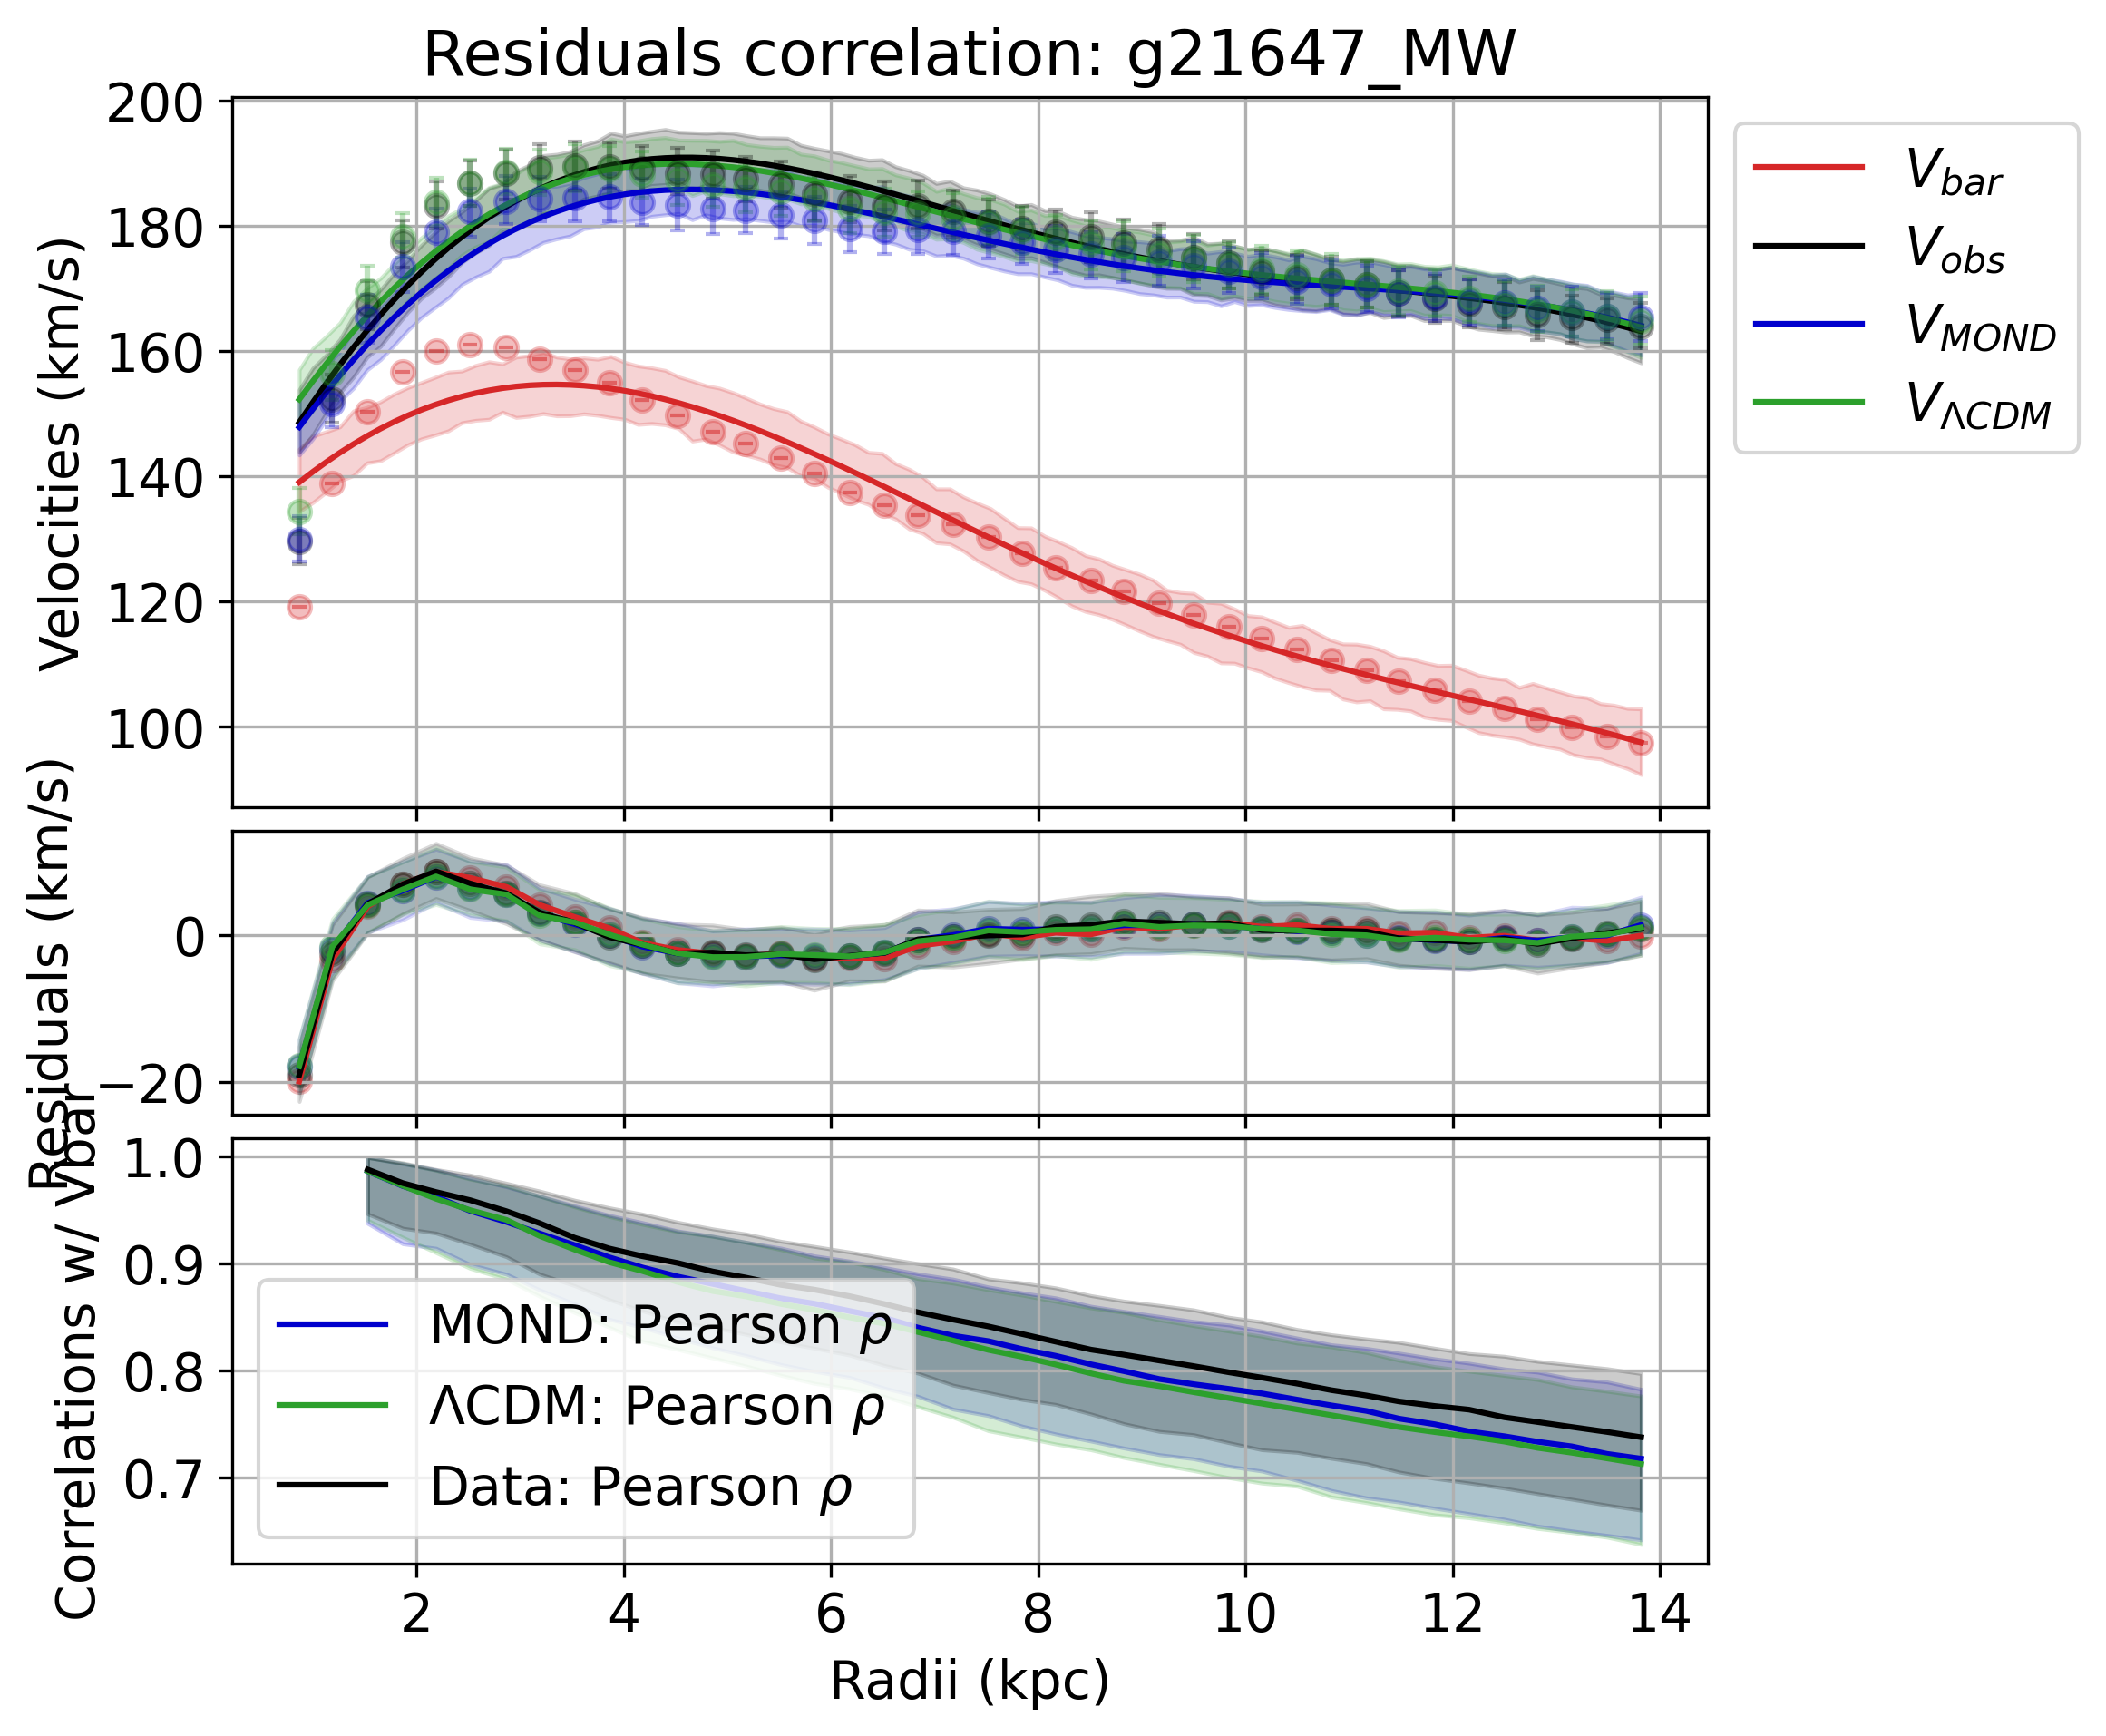 Residuals correlation: g21647_MW
200
180
160
140
120
100
Velocities (km/s)
V_bar
V_obs
V_MOND
V_ΛCDM
0
−20
Residuals (km/s)
1.0
0.9
0.8
0.7
Correlations w/ Vbar
MOND: Pearson ρ
ΛCDM: Pearson ρ
Data: Pearson ρ
2 4 6 8 10 12 14
Radii (kpc)